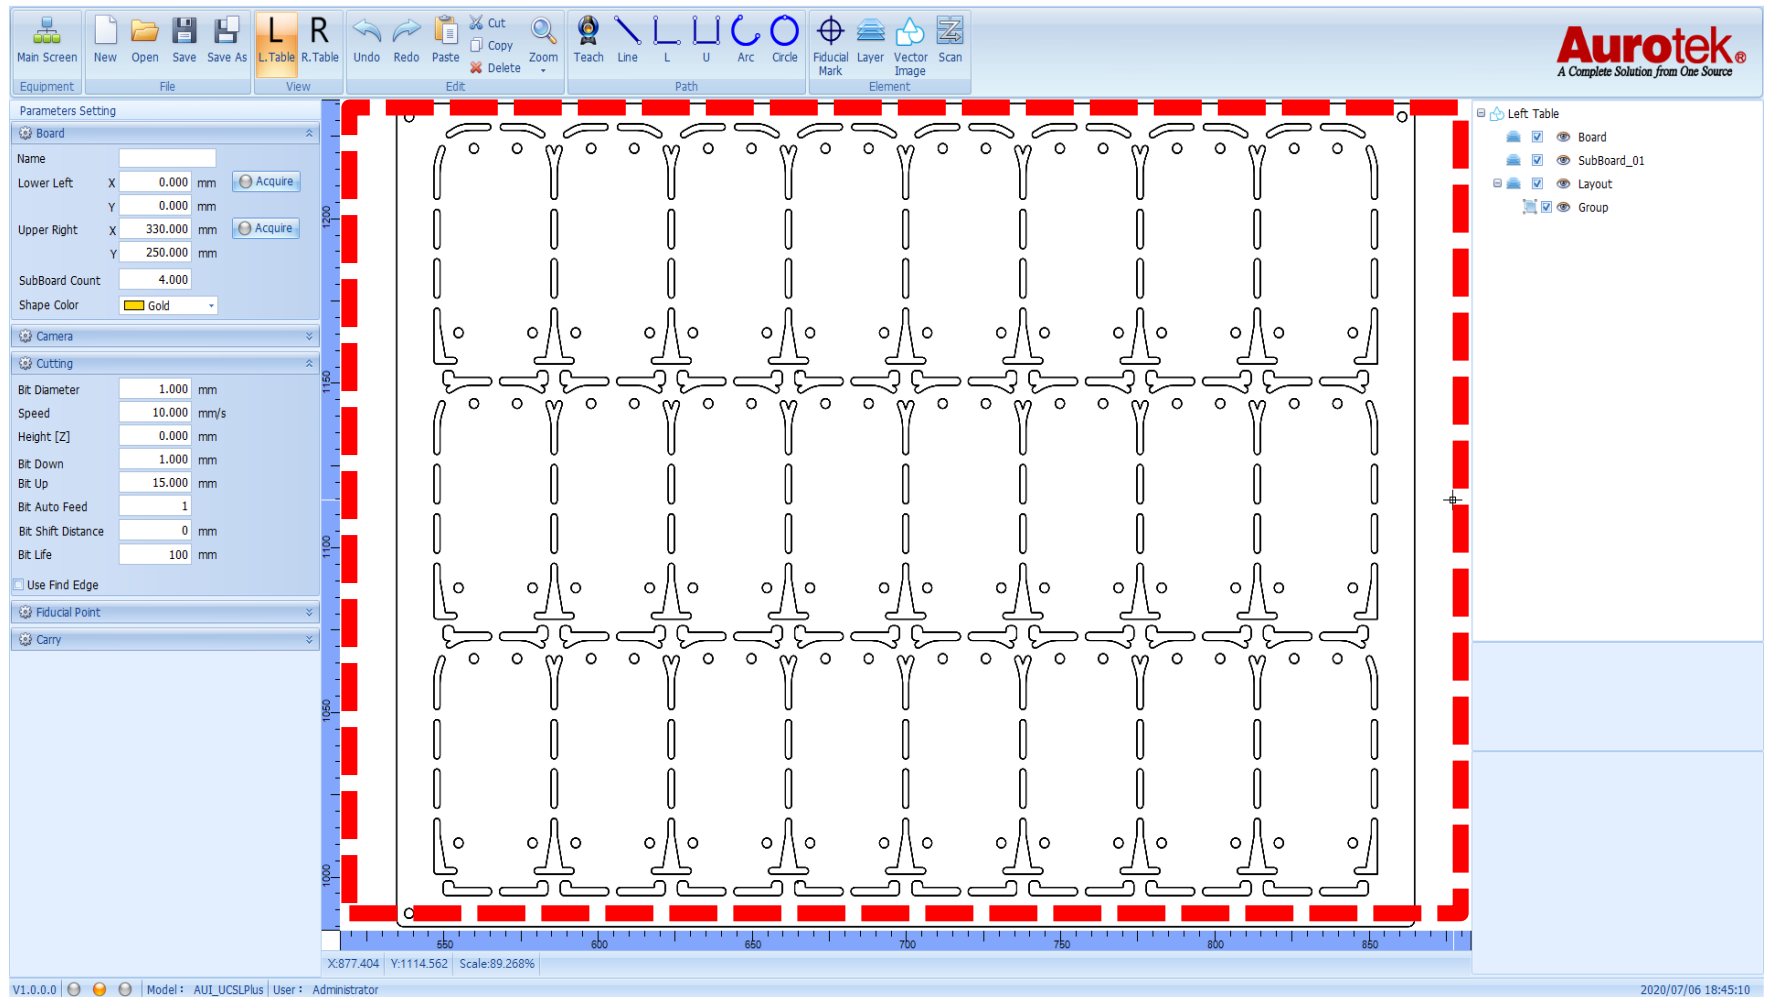 Main Screen
New Open Save Save As
L
L.Table
R
R.Table
Undo Redo Paste
Cut
Copy
Delete
Zoom
Teach Line L U Arc Circle
Fiducial Mark
Layer
Vector Image
Scan
Equipment File View Edit Path Element
Aurotek®
A Complete Solution from One Source
Parameters Setting
Board
Name
Lower Left X 0.000 mm Acquire
Y 0.000 mm
Upper Right X 330.000 mm Acquire
Y 250.000 mm
SubBoard Count 4.000
Shape Color Gold
Camera
Cutting
Bit Diameter 1.000 mm
Speed 10.000 mm/s
Height [Z] 0.000 mm
Bit Down 1.000 mm
Bit Up 15.000 mm
Bit Auto Feed 1
Bit Shift Distance 0 mm
Bit Life 100 mm
Use Find Edge
Fiducial Point
Carry
1200
1150
1100
1050
1000
550 600 650 700 750 800 850
X:877.404 Y:1114.562 Scale:89.268%
Left Table
Board
SubBoard_01
Layout
Group
V1.0.0.0 Model : AUI_UCSLPlus User : Administrator
2020/07/06 18:45:10